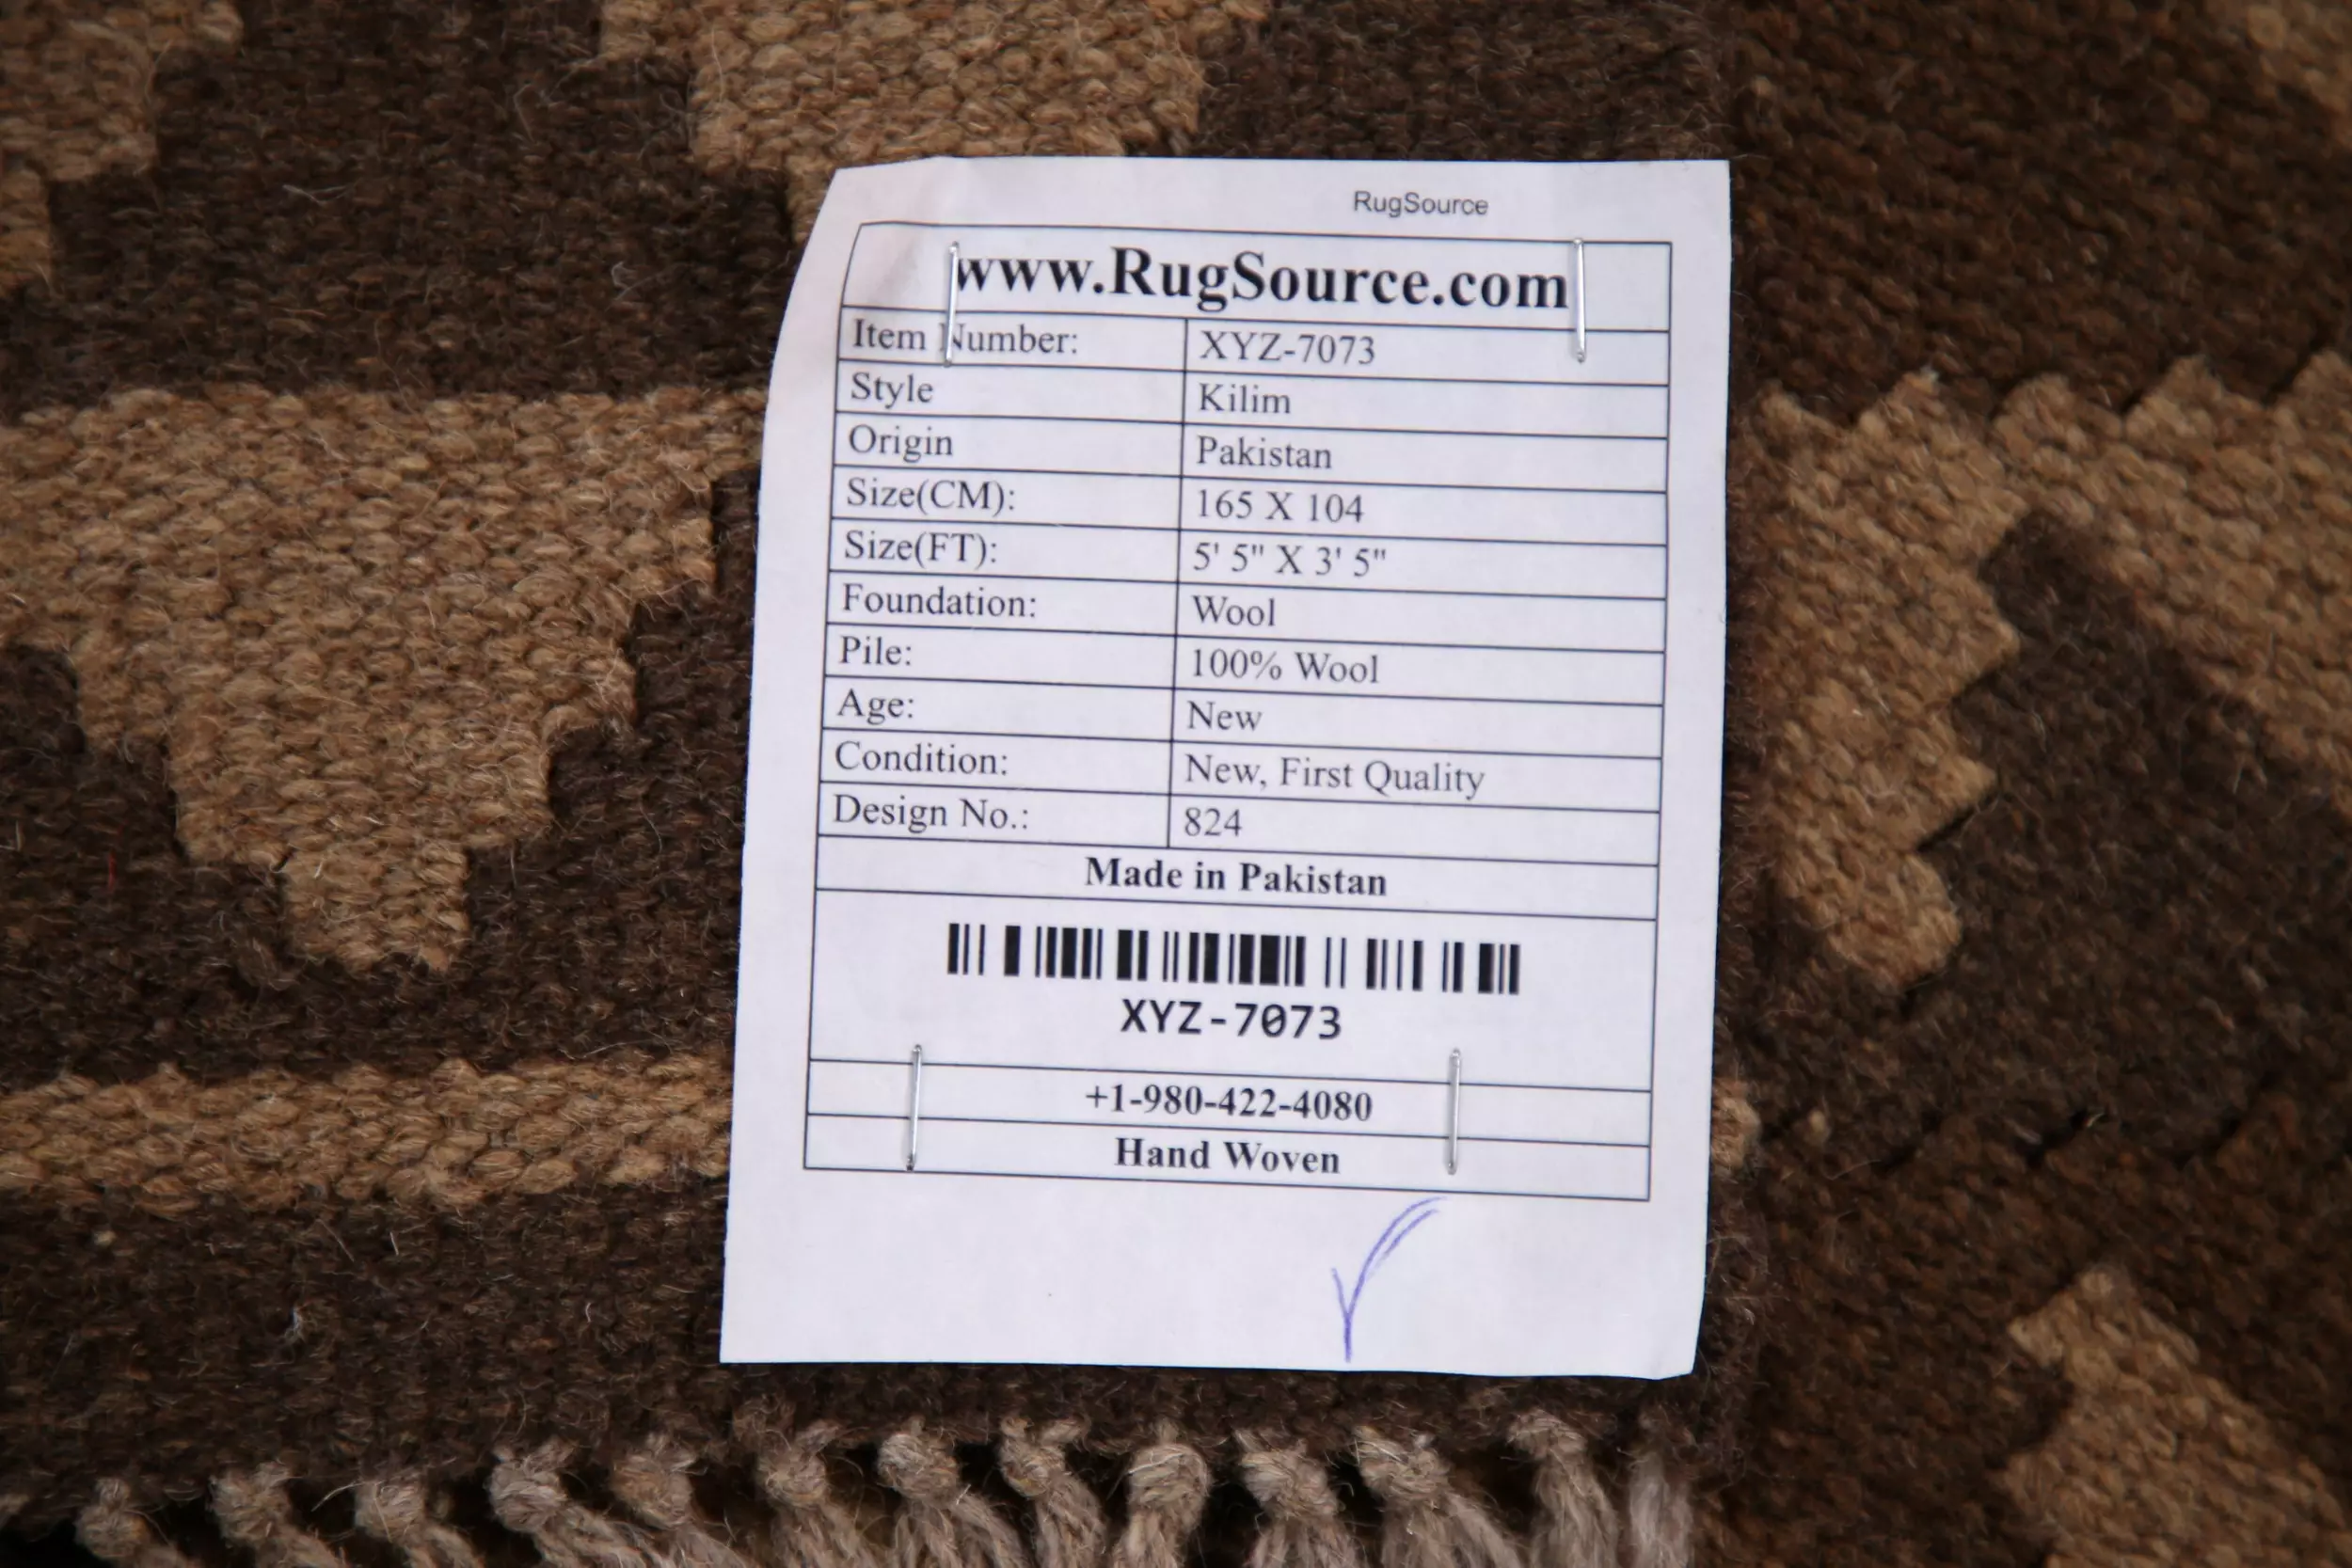 RugSource
www.RugSource.com
Item Number: XYZ-7073
Style Kilim
Origin Pakistan
Size(CM): 165 X 104
Size(FT): 5' 5" X 3' 5"
Foundation: Wool
Pile: 100% Wool
Age: New
Condition: New, First Quality
Design No.: 824
Made in Pakistan
XYZ-7073
+1-980-422-4080
Hand Woven